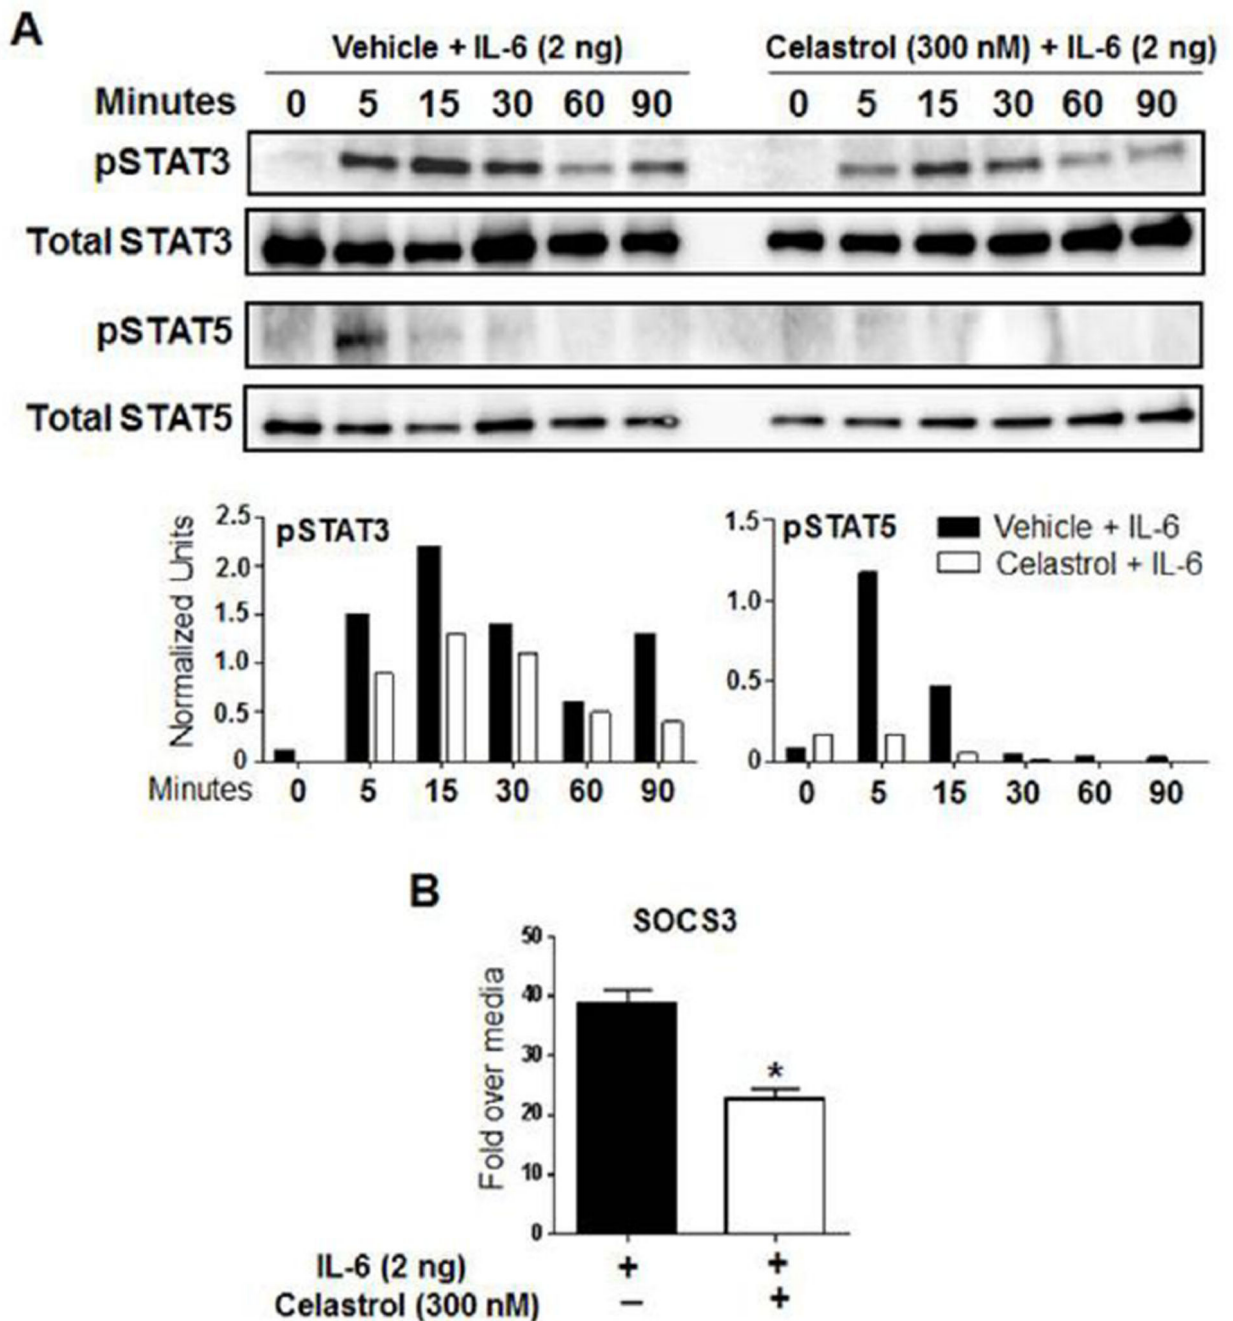 A
Vehicle + IL-6 (2 ng) Celastrol (300 nM) + IL-6 (2 ng)
Minutes 0 5 15 30 60 90 0 5 15 30 60 90
pSTAT3
Total STAT3
pSTAT5
Total STAT5
Normalized Units
2.5
2.0
1.5
1.0
0.5
0
pSTAT3
Minutes 0 5 15 30 60 90
1.5
1.0
0.5
0
pSTAT5
Vehicle + IL-6
Celastrol + IL-6
0 5 15 30 60 90
B
SOCS3
Fold over media
50
40
30
20
10
0
IL-6 (2 ng) + +
Celastrol (300 nM) – +
*